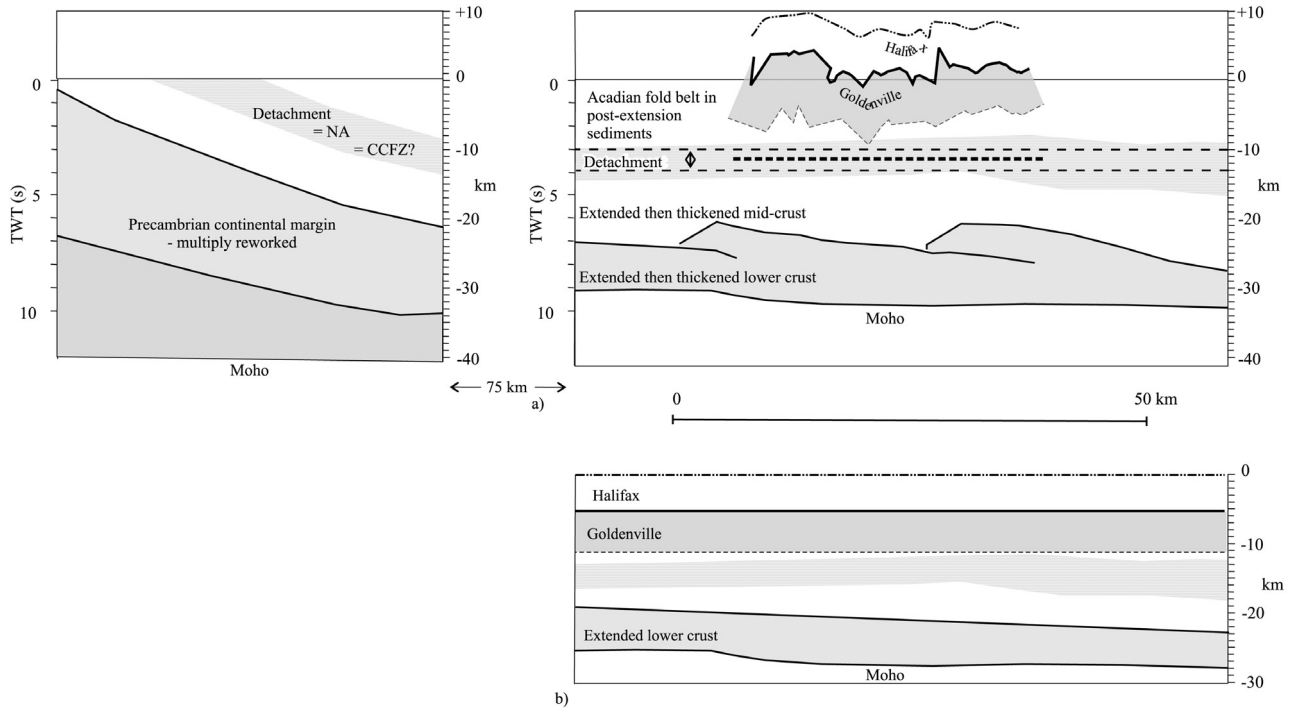 +10
0
-10
km
-20
-30
-40
0
5
10
TWT (s)
Detachment
= NA
= CCFZ?
Precambrian continental margin
- multiply reworked
Moho
75 km
a)
+10
0
-10
km
-20
-30
-40
0
5
10
TWT (s)
Halifax
Goldenville
Acadian fold belt in
post-extension
sediments
Detachment
Extended then thickened mid-crust
Extended then thickened lower crust
Moho
0
50 km
0
-10
km
-20
-30
Halifax
Goldenville
Extended lower crust
Moho
b)